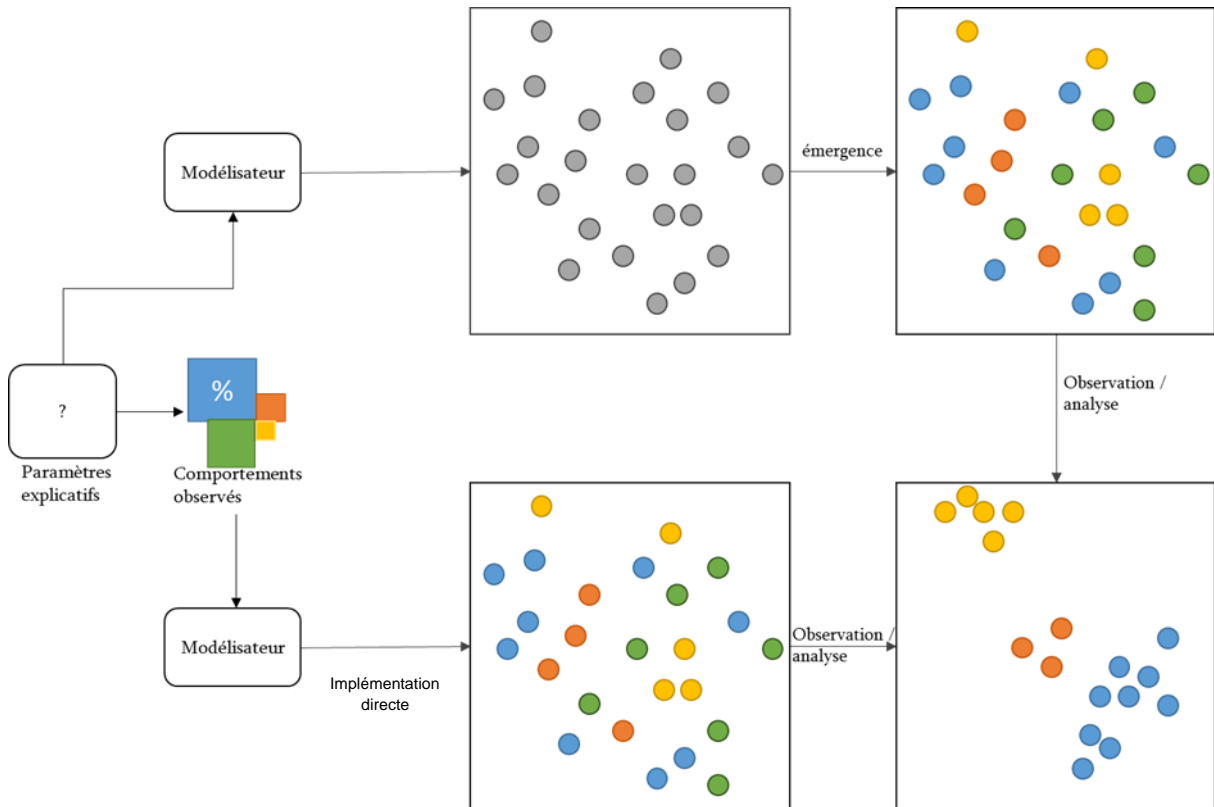 Modélisateur
émergence
?
%
Paramètres
explicatifs
Comportements
observés
Observation /
analyse
Modélisateur
Implémentation
directe
Observation /
analyse